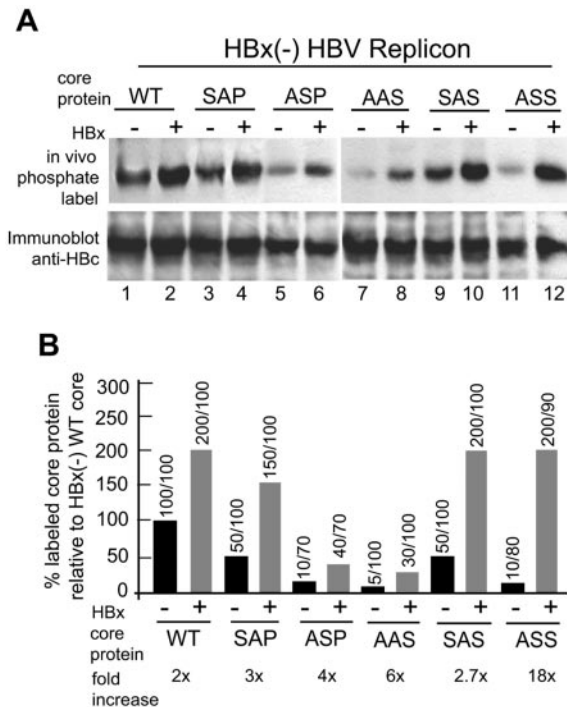 A
HBx(-) HBV Replicon
core protein WT SAP ASP AAS SAS ASS
HBx - + - + - + - + - + - +
in vivo
phosphate
label
Immunoblot
anti-HBc
1 2 3 4 5 6 7 8 9 10 11 12
B
% labeled core protein
relative to HBx(-) WT core
300
200
200
100
50
0
100/100 200/100 50/100 150/100 10/70 40/70 5/100 30/100 50/100 200/100 10/80 200/90
HBx - + - + - + - + - + - +
core protein WT SAP ASP AAS SAS ASS
fold increase 2x 3x 4x 6x 2.7x 18x